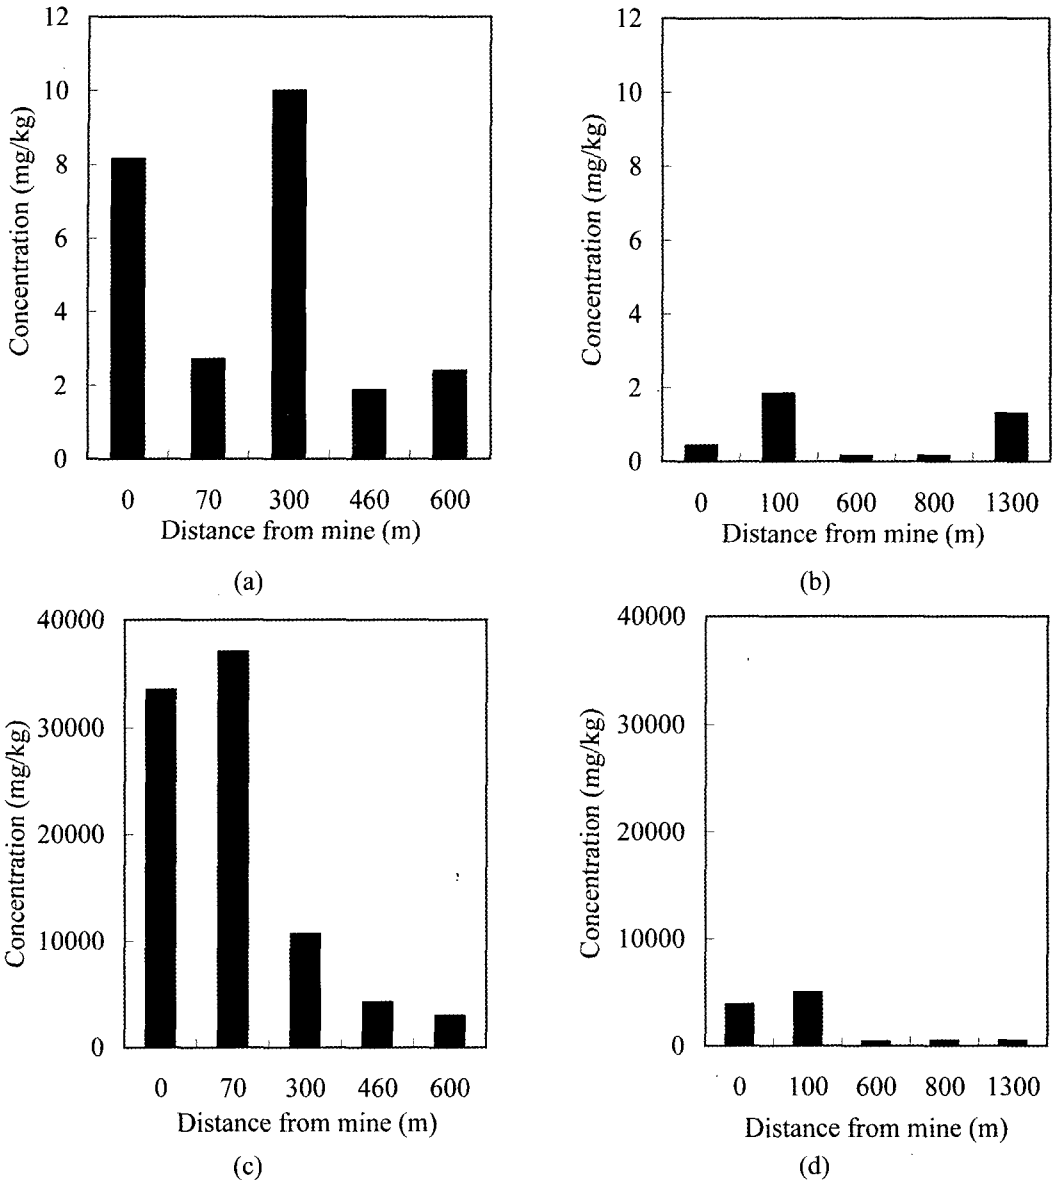 12
10
8
6
4
2
0
Concentration (mg/kg)
0 70 300 460 600
Distance from mine (m)
(a)
12
10
8
6
4
2
0
Concentration (mg/kg)
0 100 600 800 1300
Distance from mine (m)
(b)
40000
30000
20000
10000
0
Concentration (mg/kg)
0 70 300 460 600
Distance from mine (m)
(c)
40000
30000
20000
10000
0
Concentration (mg/kg)
0 100 600 800 1300
Distance from mine (m)
(d)